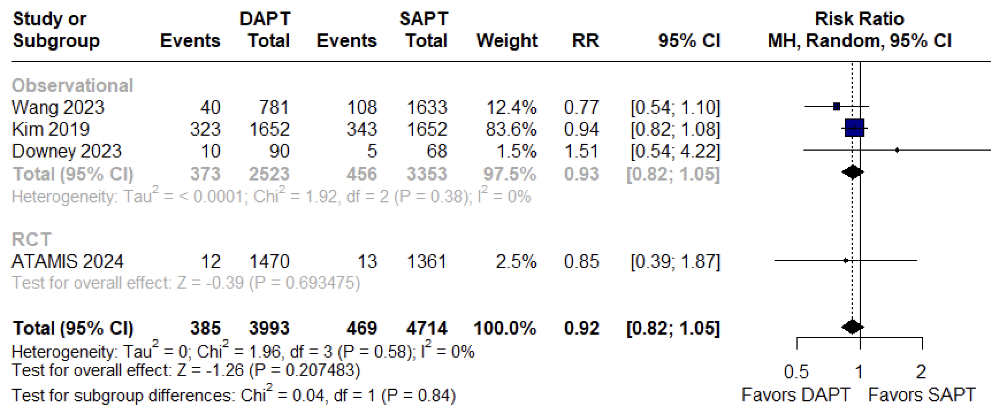 Study or DAPT SAPT Risk Ratio
Subgroup Events Total Events Total Weight RR 95% CI MH, Random, 95% CI
Observational
Wang 2023 40 781 108 1633 12.4% 0.77 [0.54; 1.10]
Kim 2019 323 1652 343 1652 83.6% 0.94 [0.82; 1.08]
Downey 2023 10 90 5 68 1.5% 1.51 [0.54; 4.22]
Total (95% CI) 373 2523 456 3353 97.5% 0.93 [0.82; 1.05]
Heterogeneity: Tau² = < 0.0001; Chi² = 1.92, df = 2 (P = 0.38); I² = 0%
RCT
ATAMIS 2024 12 1470 13 1361 2.5% 0.85 [0.39; 1.87]
Test for overall effect: Z = -0.39 (P = 0.693475)
Total (95% CI) 385 3993 469 4714 100.0% 0.92 [0.82; 1.05]
Heterogeneity: Tau² = 0; Chi² = 1.96, df = 3 (P = 0.58); I² = 0%
Test for overall effect: Z = -1.26 (P = 0.207483) 0.5 1 2
Test for subgroup differences: Chi² = 0.04, df = 1 (P = 0.84) Favors DAPT Favors SAPT